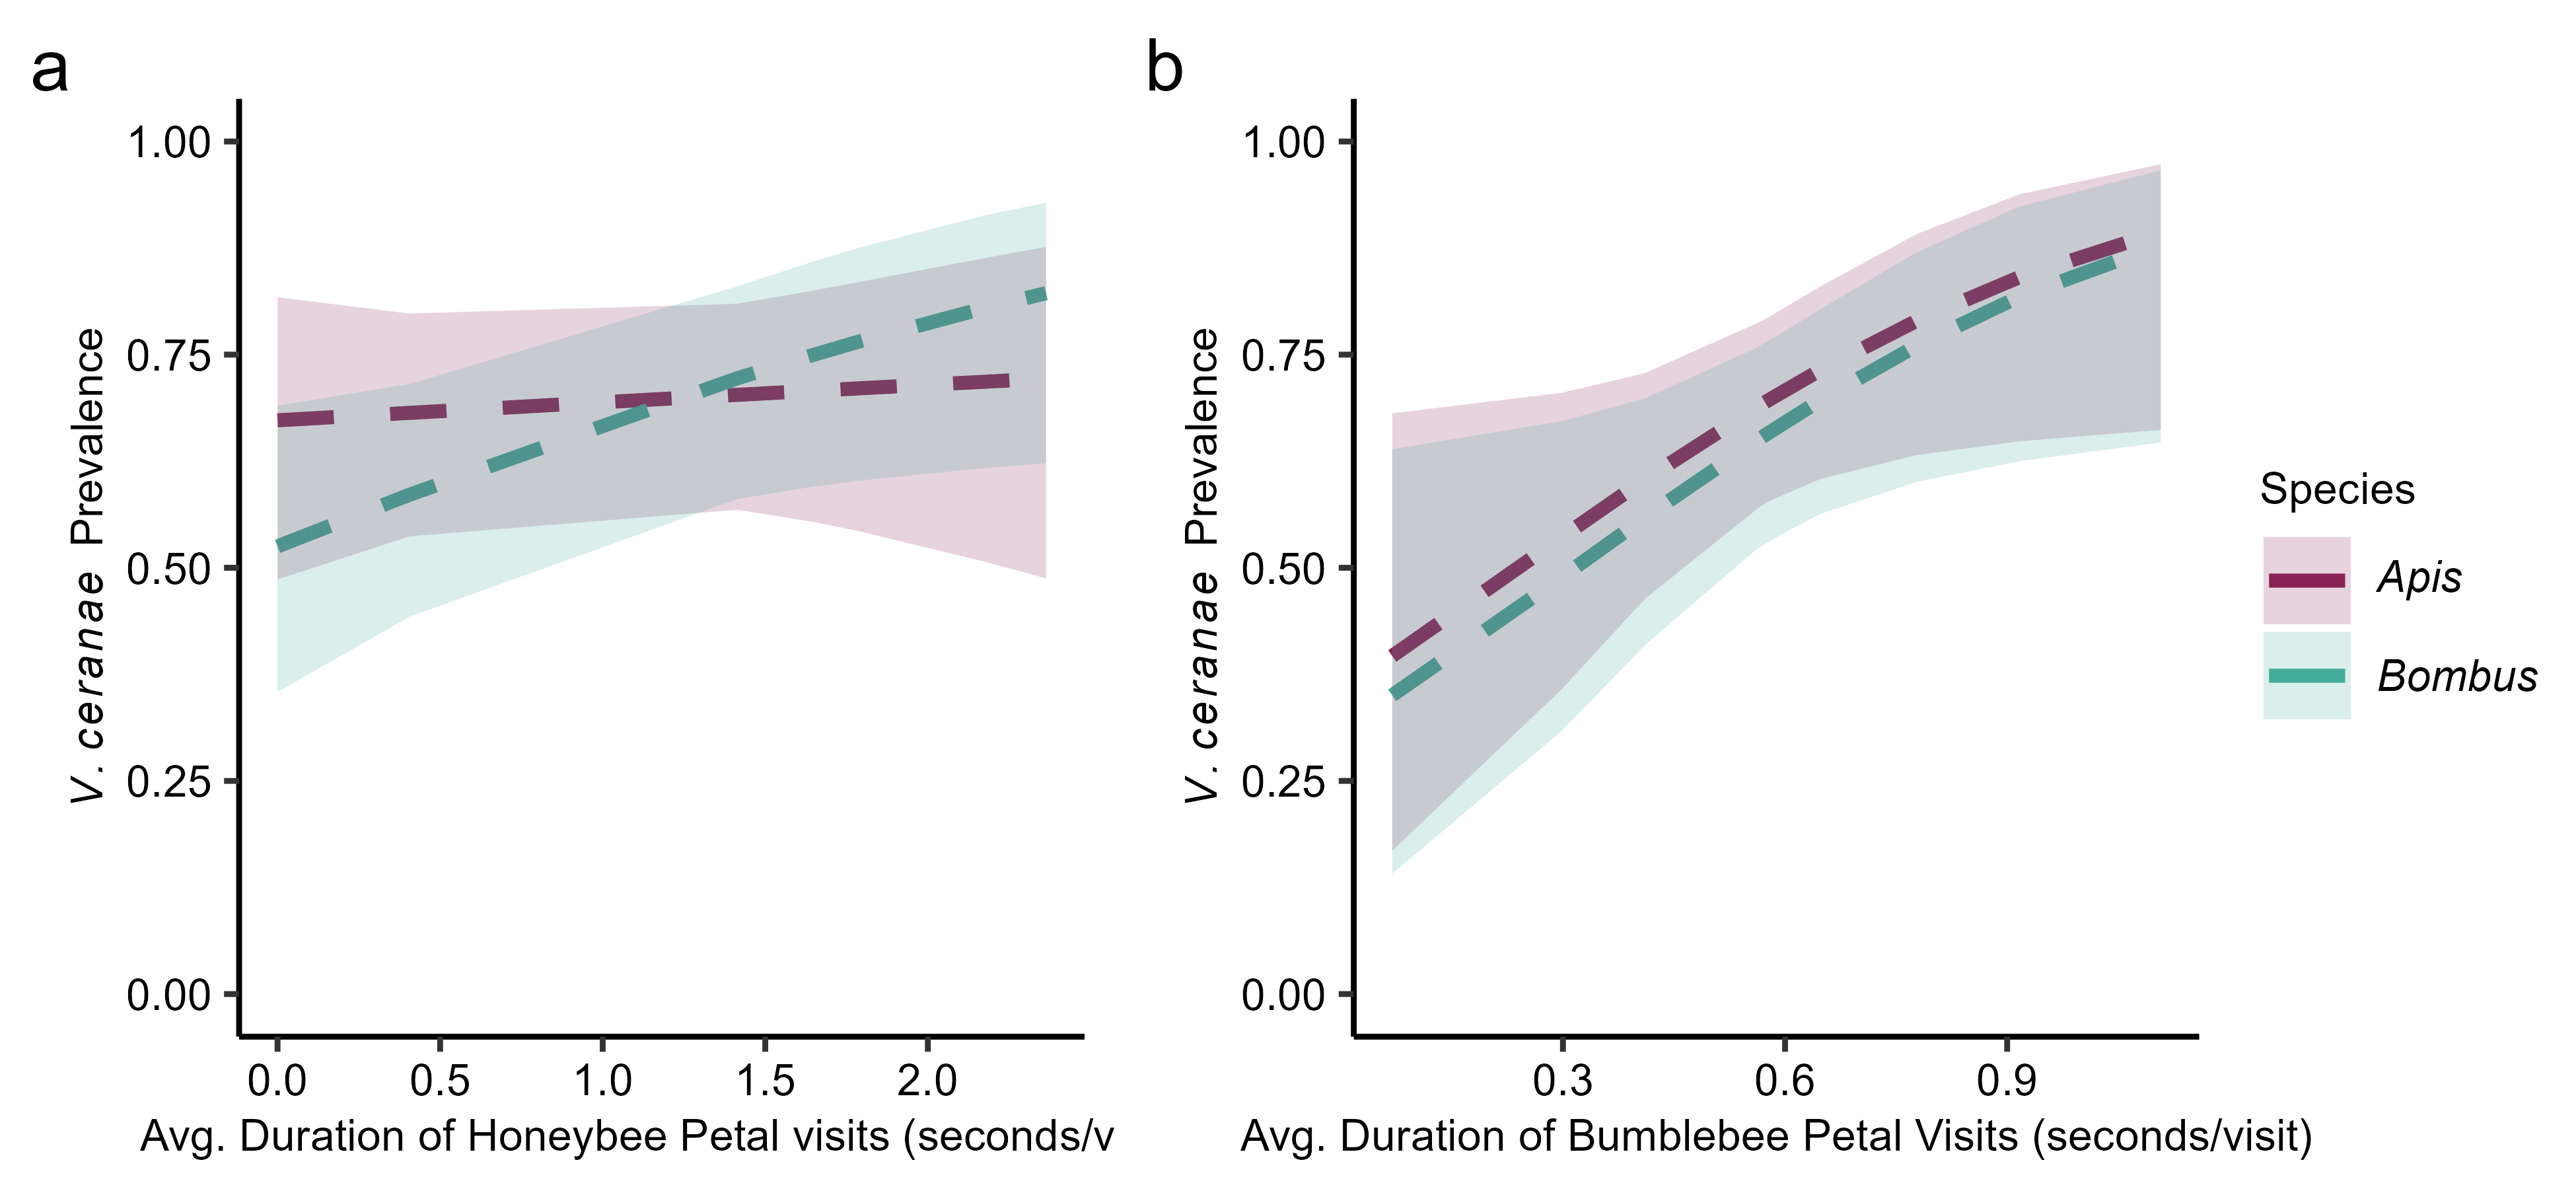 a
b
1.00
0.75
0.50
0.25
0.00
V. ceranae Prevalence
0.0 0.5 1.0 1.5 2.0
Avg. Duration of Honeybee Petal visits (seconds/v
1.00
0.75
0.50
0.25
0.00
V. ceranae Prevalence
0.3 0.6 0.9
Avg. Duration of Bumblebee Petal Visits (seconds/visit)
Species
Apis
Bombus